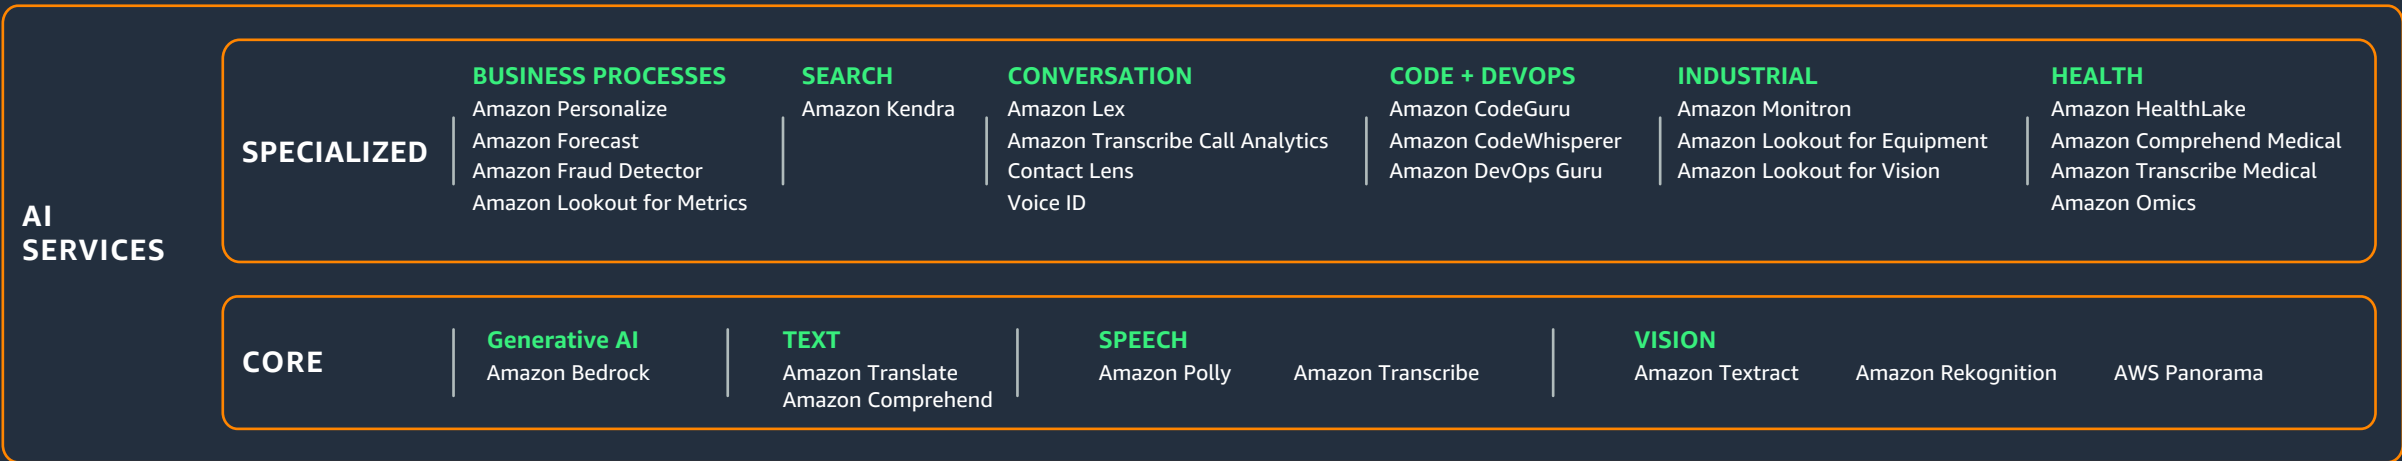 AI
SERVICES
SPECIALIZED
BUSINESS PROCESSES
Amazon Personalize
Amazon Forecast
Amazon Fraud Detector
Amazon Lookout for Metrics
SEARCH
Amazon Kendra
CONVERSATION
Amazon Lex
Amazon Transcribe Call Analytics
Contact Lens
Voice ID
CODE + DEVOPS
Amazon CodeGuru
Amazon CodeWhisperer
Amazon DevOps Guru
INDUSTRIAL
Amazon Monitron
Amazon Lookout for Equipment
Amazon Lookout for Vision
HEALTH
Amazon HealthLake
Amazon Comprehend Medical
Amazon Transcribe Medical
Amazon Omics
CORE
Generative AI
Amazon Bedrock
TEXT
Amazon Translate
Amazon Comprehend
SPEECH
Amazon Polly
Amazon Transcribe
VISION
Amazon Textract
Amazon Rekognition
AWS Panorama